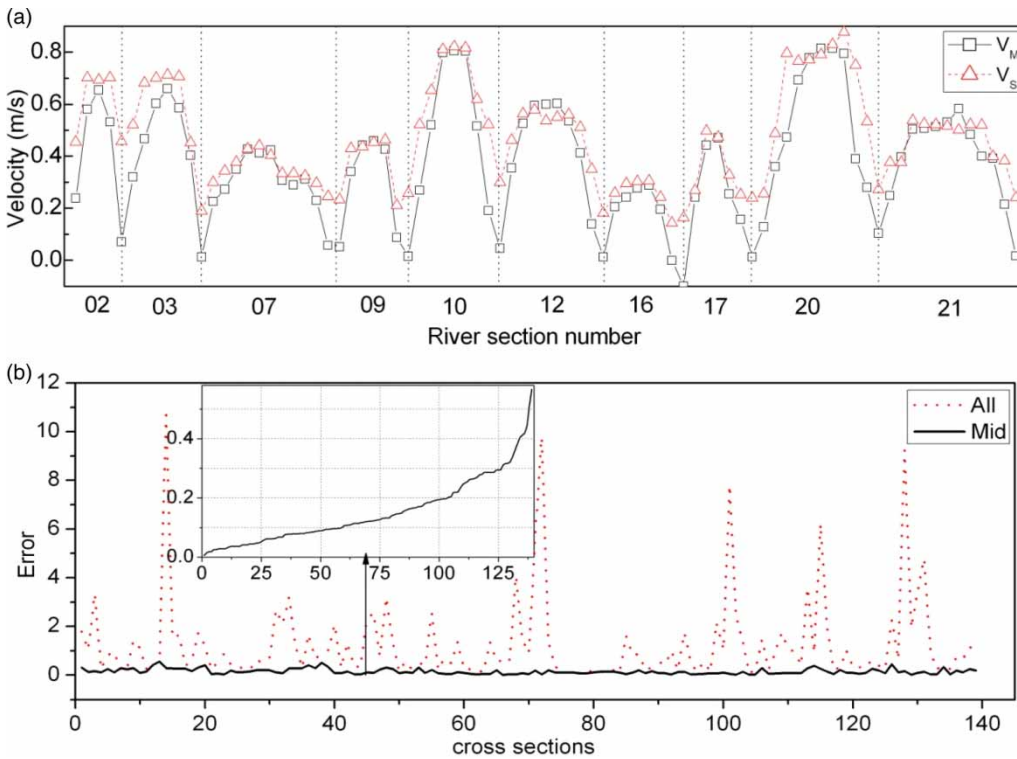 (a)
0.8
0.6
0.4
0.2
0.0
Velocity (m/s)
V_M
V_S
02 03 07 09 10 12 16 17 20 21
River section number
(b)
12
10
8
6
4
2
0
Error
All
Mid
0.4
0.2
0.0
0 25 50 75 100 125
0 20 40 60 80 100 120 140
cross sections